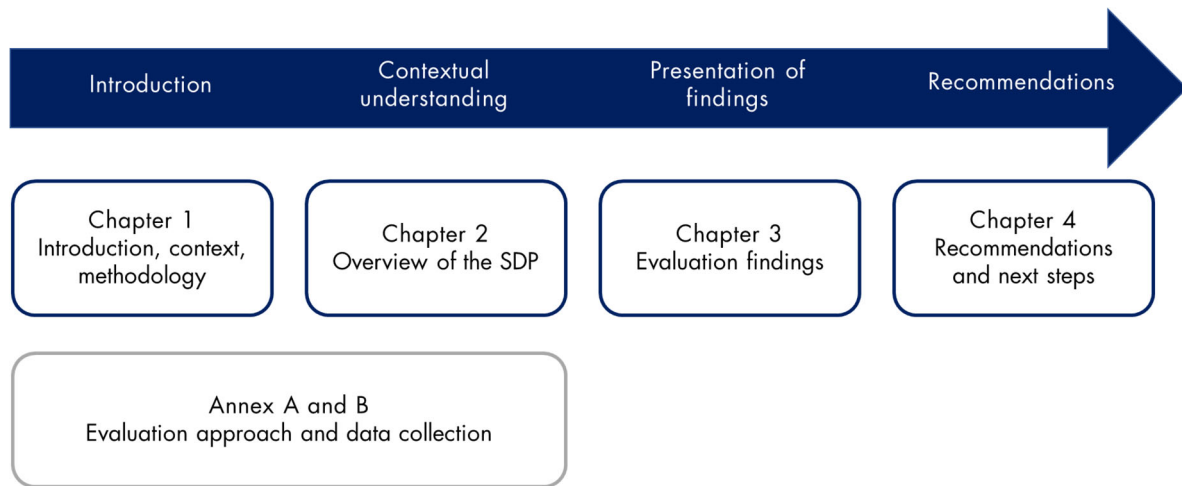 Introduction
Contextual
understanding
Presentation of
findings
Recommendations
Chapter 1
Introduction, context,
methodology
Chapter 2
Overview of the SDP
Chapter 3
Evaluation findings
Chapter 4
Recommendations
and next steps
Annex A and B
Evaluation approach and data collection